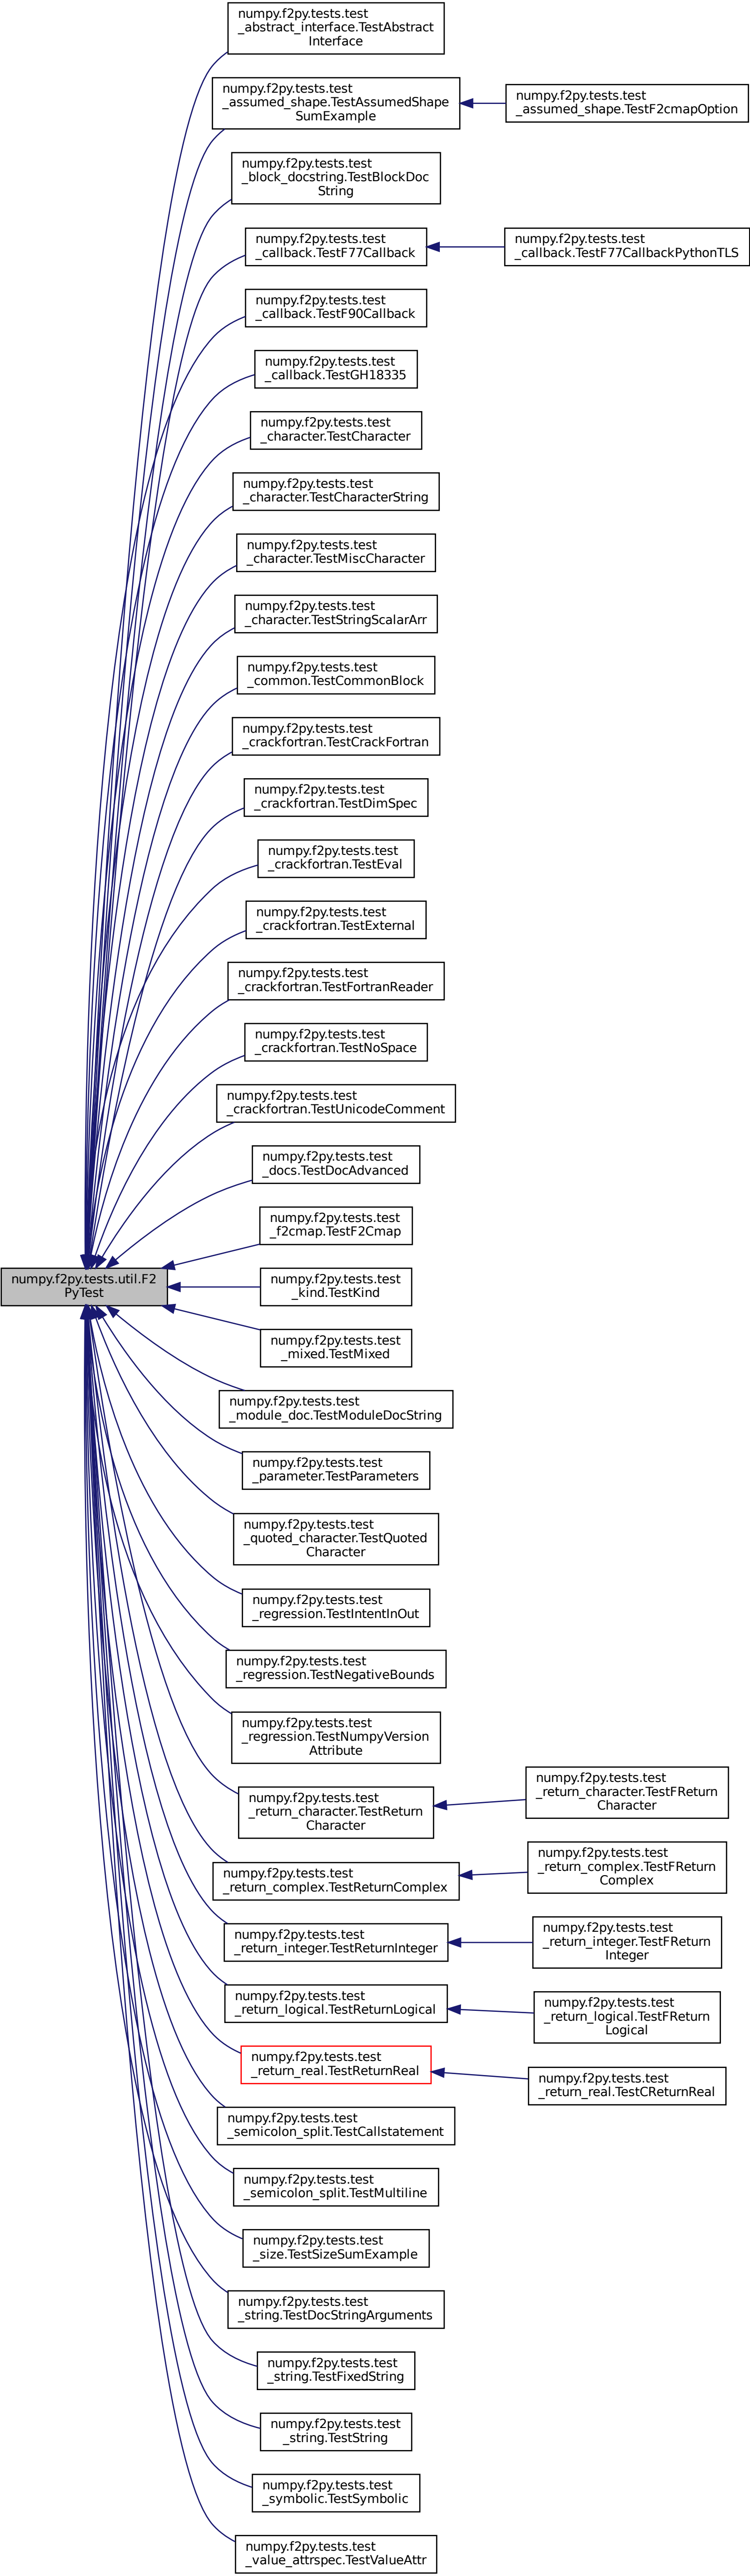 numpy.f2py.tests.test
_abstract_interface.TestAbstract
Interface
numpy.f2py.tests.test
_assumed_shape.TestAssumedShape
SumExample
numpy.f2py.tests.test
_assumed_shape.TestF2cmapOption
numpy.f2py.tests.test
_block_docstring.TestBlockDoc
String
numpy.f2py.tests.test
_callback.TestF77Callback
numpy.f2py.tests.test
_callback.TestF77CallbackPythonTLS
numpy.f2py.tests.test
_callback.TestF90Callback
numpy.f2py.tests.test
_callback.TestGH18335
numpy.f2py.tests.test
_character.TestCharacter
numpy.f2py.tests.test
_character.TestCharacterString
numpy.f2py.tests.test
_character.TestMiscCharacter
numpy.f2py.tests.test
_character.TestStringScalarArr
numpy.f2py.tests.test
_common.TestCommonBlock
numpy.f2py.tests.test
_crackfortran.TestCrackFortran
numpy.f2py.tests.test
_crackfortran.TestDimSpec
numpy.f2py.tests.test
_crackfortran.TestEval
numpy.f2py.tests.test
_crackfortran.TestExternal
numpy.f2py.tests.test
_crackfortran.TestFortranReader
numpy.f2py.tests.test
_crackfortran.TestNoSpace
numpy.f2py.tests.test
_crackfortran.TestUnicodeComment
numpy.f2py.tests.test
_docs.TestDocAdvanced
numpy.f2py.tests.test
_f2cmap.TestF2Cmap
numpy.f2py.tests.util.F2
PyTest
numpy.f2py.tests.test
_kind.TestKind
numpy.f2py.tests.test
_mixed.TestMixed
numpy.f2py.tests.test
_module_doc.TestModuleDocString
numpy.f2py.tests.test
_parameter.TestParameters
numpy.f2py.tests.test
_quoted_character.TestQuoted
Character
numpy.f2py.tests.test
_regression.TestIntentInOut
numpy.f2py.tests.test
_regression.TestNegativeBounds
numpy.f2py.tests.test
_regression.TestNumpyVersion
Attribute
numpy.f2py.tests.test
_return_character.TestReturn
Character
numpy.f2py.tests.test
_return_character.TestFReturn
Character
numpy.f2py.tests.test
_return_complex.TestReturnComplex
numpy.f2py.tests.test
_return_complex.TestFReturn
Complex
numpy.f2py.tests.test
_return_integer.TestReturnInteger
numpy.f2py.tests.test
_return_integer.TestFReturn
Integer
numpy.f2py.tests.test
_return_logical.TestReturnLogical
numpy.f2py.tests.test
_return_logical.TestFReturn
Logical
numpy.f2py.tests.test
_return_real.TestReturnReal
numpy.f2py.tests.test
_return_real.TestCReturnReal
numpy.f2py.tests.test
_semicolon_split.TestCallstatement
numpy.f2py.tests.test
_semicolon_split.TestMultiline
numpy.f2py.tests.test
_size.TestSizeSumExample
numpy.f2py.tests.test
_string.TestDocStringArguments
numpy.f2py.tests.test
_string.TestFixedString
numpy.f2py.tests.test
_string.TestString
numpy.f2py.tests.test
_symbolic.TestSymbolic
numpy.f2py.tests.test
_value_attrspec.TestValueAttr